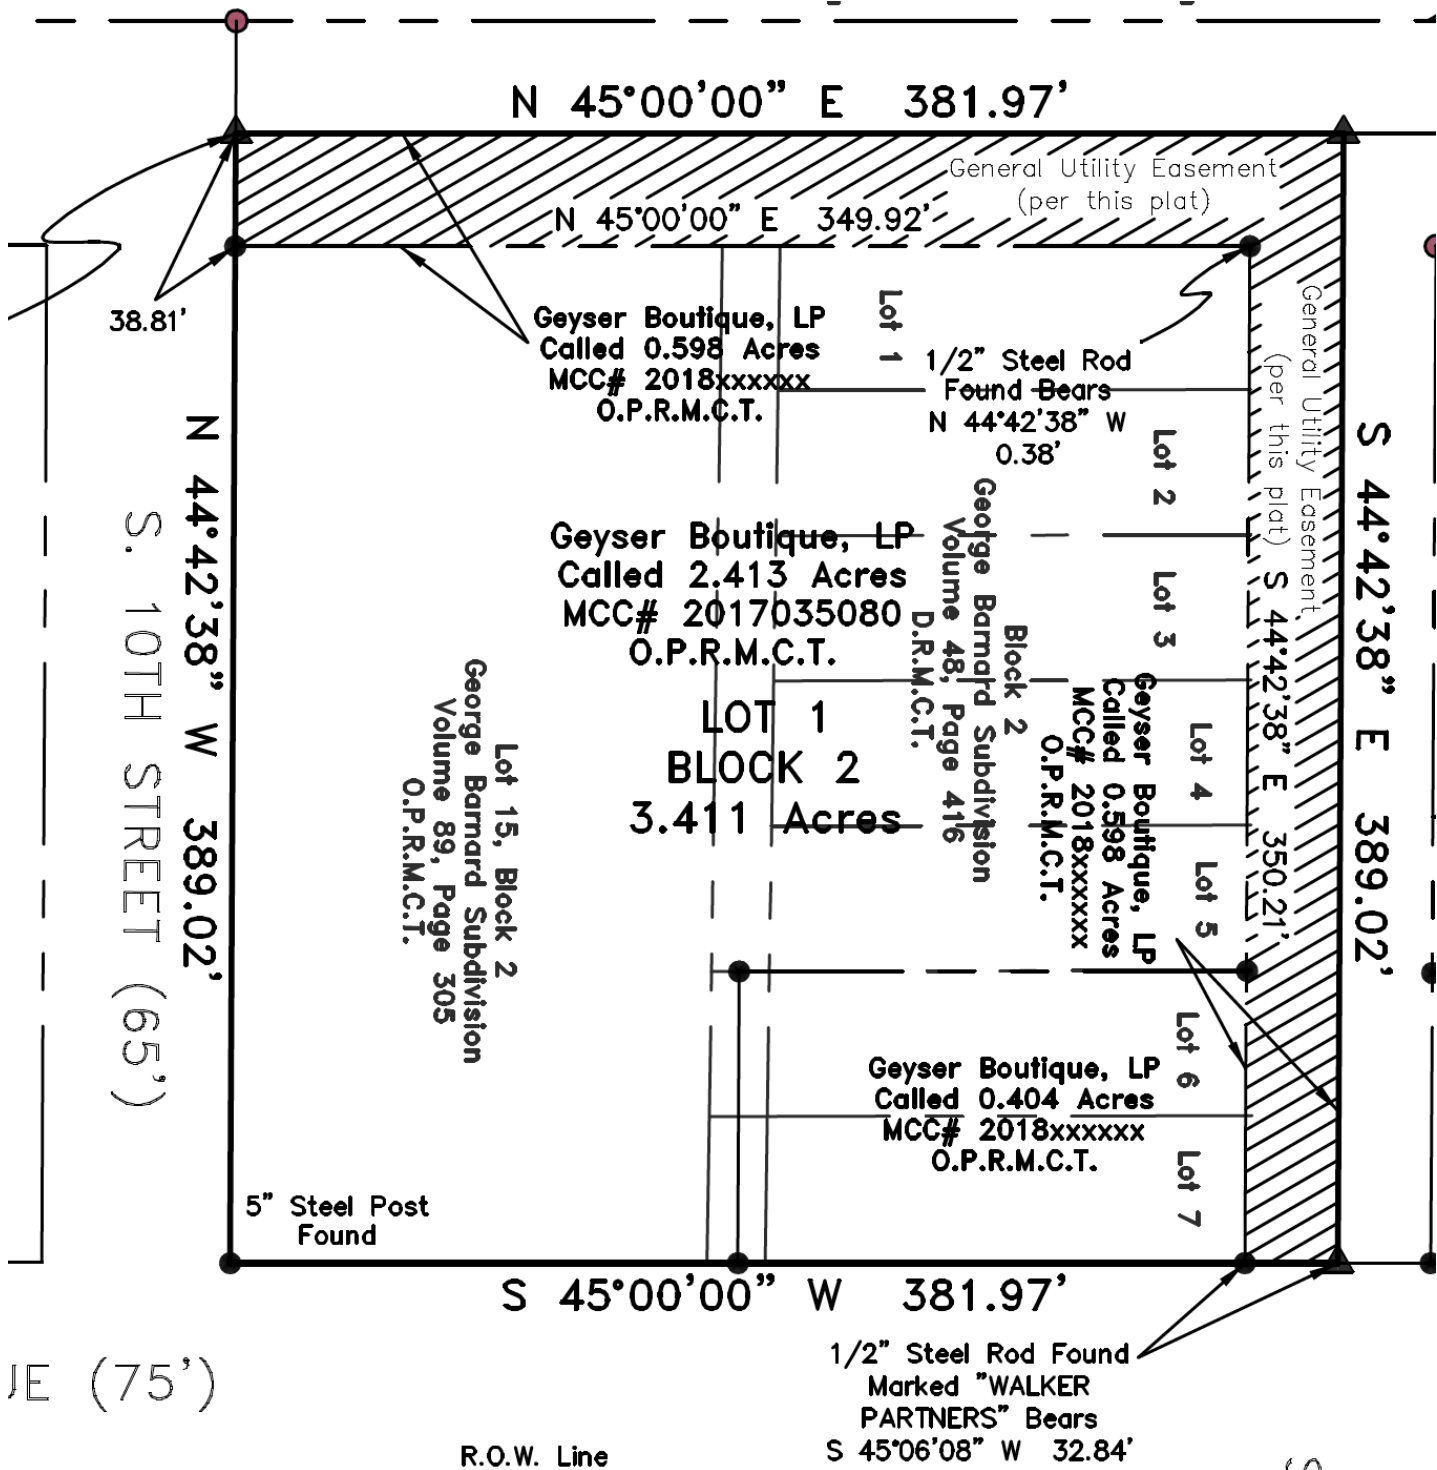 N 45°00'00" E 381.97'
General Utility Easement
(per this plat)
N 45°00'00" E 349.92'
38.81'
Geyser Boutique, LP
Called 0.598 Acres
MCC# 2018xxxxxx
O.P.R.M.C.T.
Lot 1
1/2" Steel Rod
Found Bears
N 44°42'38" W
0.38'
General Utility Easement
(per this plat)
S 44°42'38" E 350.21'
S 44°42'38" E 389.02'
N 44°42'38" W 389.02'
S. 10TH STREET (65')
Lot 2
Geyser Boutique, LP
Called 2.413 Acres
MCC# 2017035080
O.P.R.M.C.T.
Lot 3
Block 2
George Barnard Subdivision
Volume 48, Page 416
D.R.M.C.T.
LOT 1
BLOCK 2
3.411 Acres
Geyser Boutique, LP
Called 0.598 Acres
MCC# 2018xxxxxx
O.P.R.M.C.T.
Lot 4
Lot 5
Lot 15, Block 2
George Barnard Subdivision
Volume 89, Page 305
O.P.R.M.C.T.
Lot 6
Geyser Boutique, LP
Called 0.404 Acres
MCC# 2018xxxxxx
O.P.R.M.C.T.
Lot 7
5" Steel Post
Found
S 45°00'00" W 381.97'
1/2" Steel Rod Found
Marked "WALKER
PARTNERS" Bears
S 45°06'08" W 32.84'
UE (75')
R.O.W. Line